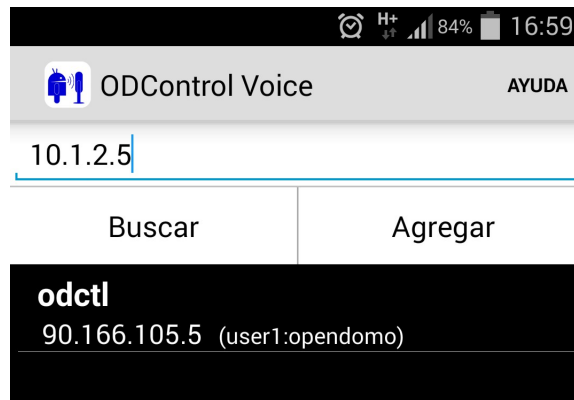 H+ 84% 16:59
ODControl Voice AYUDA
10.1.2.5
Buscar Agregar
odctl
90.166.105.5 (user1:opendomo)